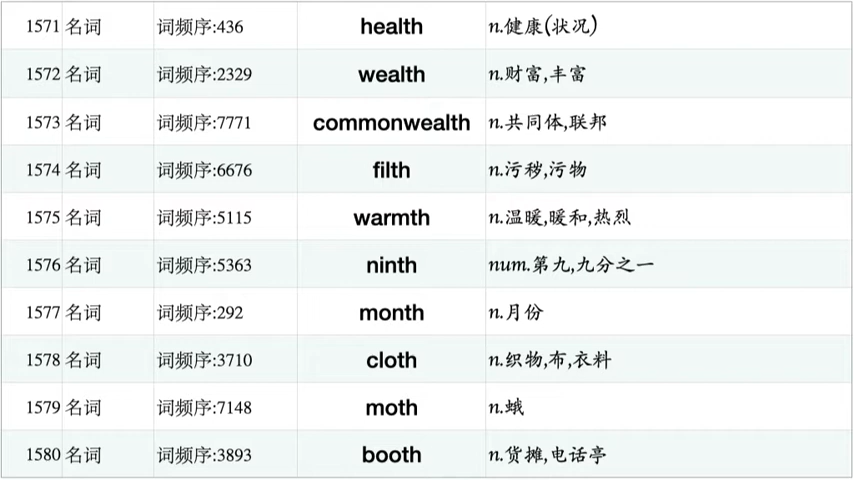 1571 名词 词频序:436 health n.健康(状况)
1572 名词 词频序:2329 wealth n.财富,丰富
1573 名词 词频序:7771 commonwealth n.共同体,联邦
1574 名词 词频序:6676 filth n.污秽,污物
1575 名词 词频序:5115 warmth n.温暖,暖和,热烈
1576 名词 词频序:5363 ninth num.第九,九分之一
1577 名词 词频序:292 month n.月份
1578 名词 词频序:3710 cloth n.织物,布,衣料
1579 名词 词频序:7148 moth n.蛾
1580 名词 词频序:3893 booth n.货摊,电话亭